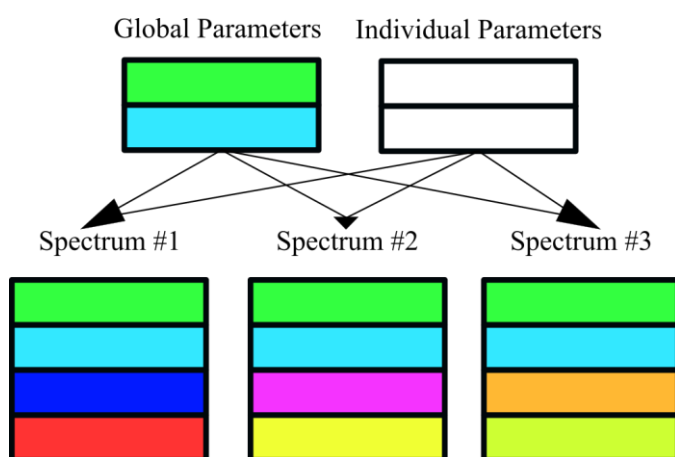 Global Parameters
Individual Parameters
Spectrum #1
Spectrum #2
Spectrum #3